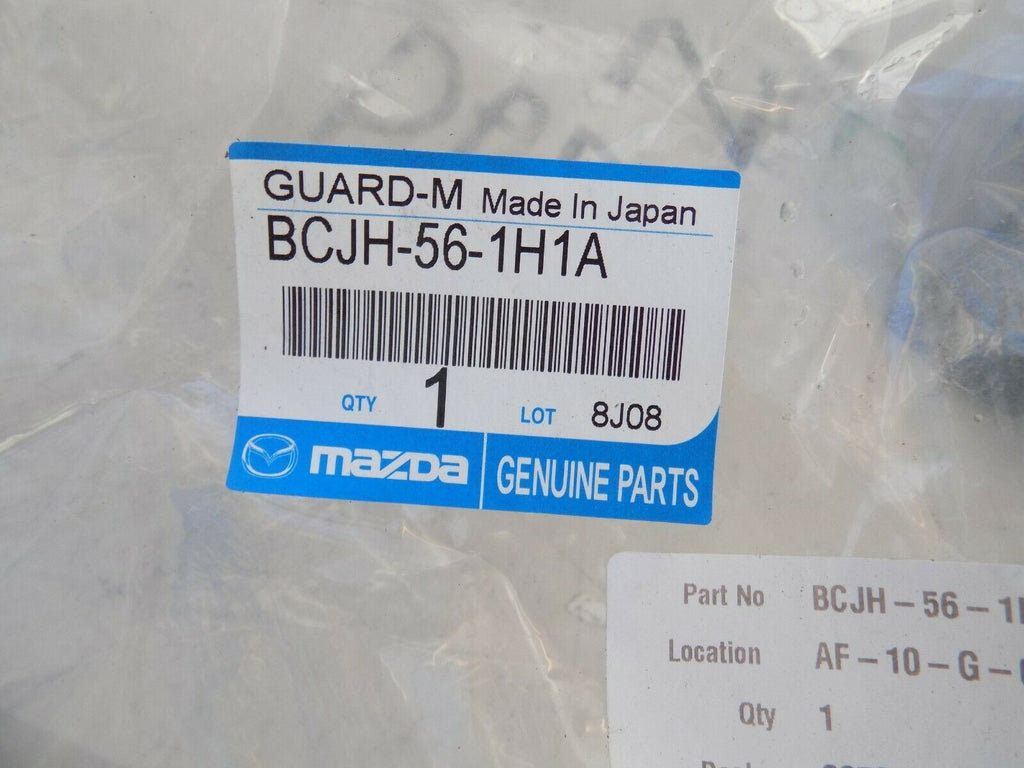 GUARD-M Made In Japan
BCJH-56-1H1A
QTY 1 LOT 8J08
mazda GENUINE PARTS
Part No BCJH-56-1
Location AF-10-G-
Qty 1